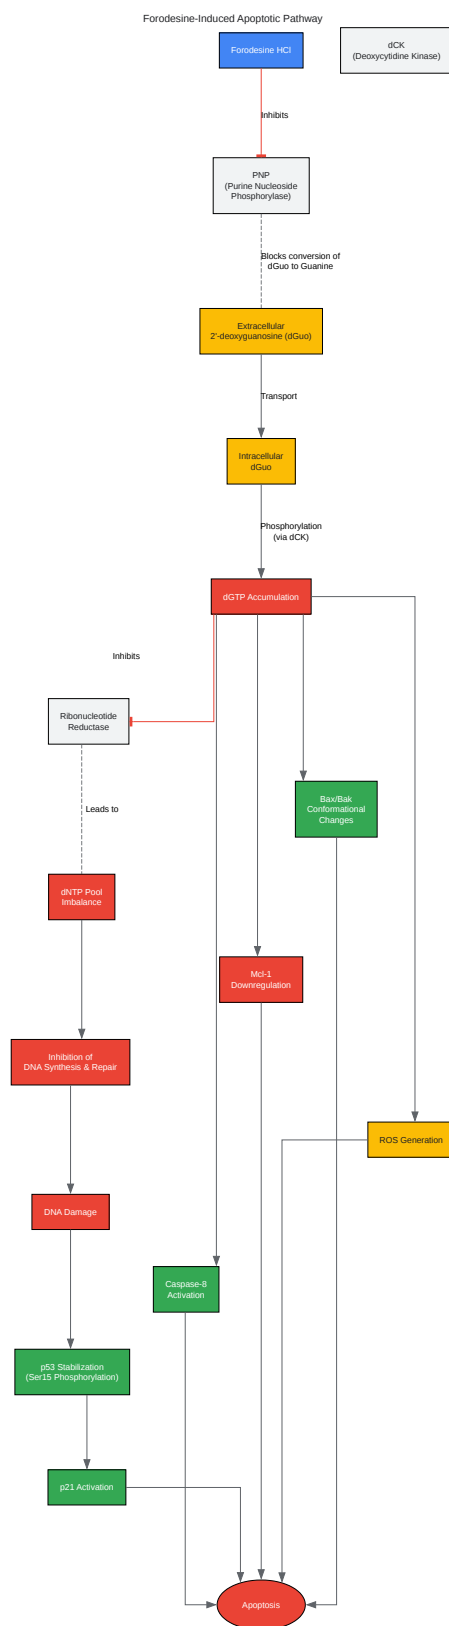 Forodesine-Induced Apoptotic Pathway
Forodesine HCl
dCK
(Deoxycytidine Kinase)
Inhibits
PNP
(Purine Nucleoside
Phosphorylase)
Blocks conversion of
dGuo to Guanine
Extracellular
2'-deoxyguanosine (dGuo)
Transport
Intracellular
dGuo
Phosphorylation
(via dCK)
dGTP Accumulation
Inhibits
Ribonucleotide
Reductase
Bax/Bak
Conformational
Changes
Leads to
dNTP Pool
Imbalance
Mcl-1
Downregulation
Inhibition of
DNA Synthesis & Repair
ROS Generation
DNA Damage
Caspase-8
Activation
p53 Stabilization
(Ser15 Phosphorylation)
p21 Activation
Apoptosis